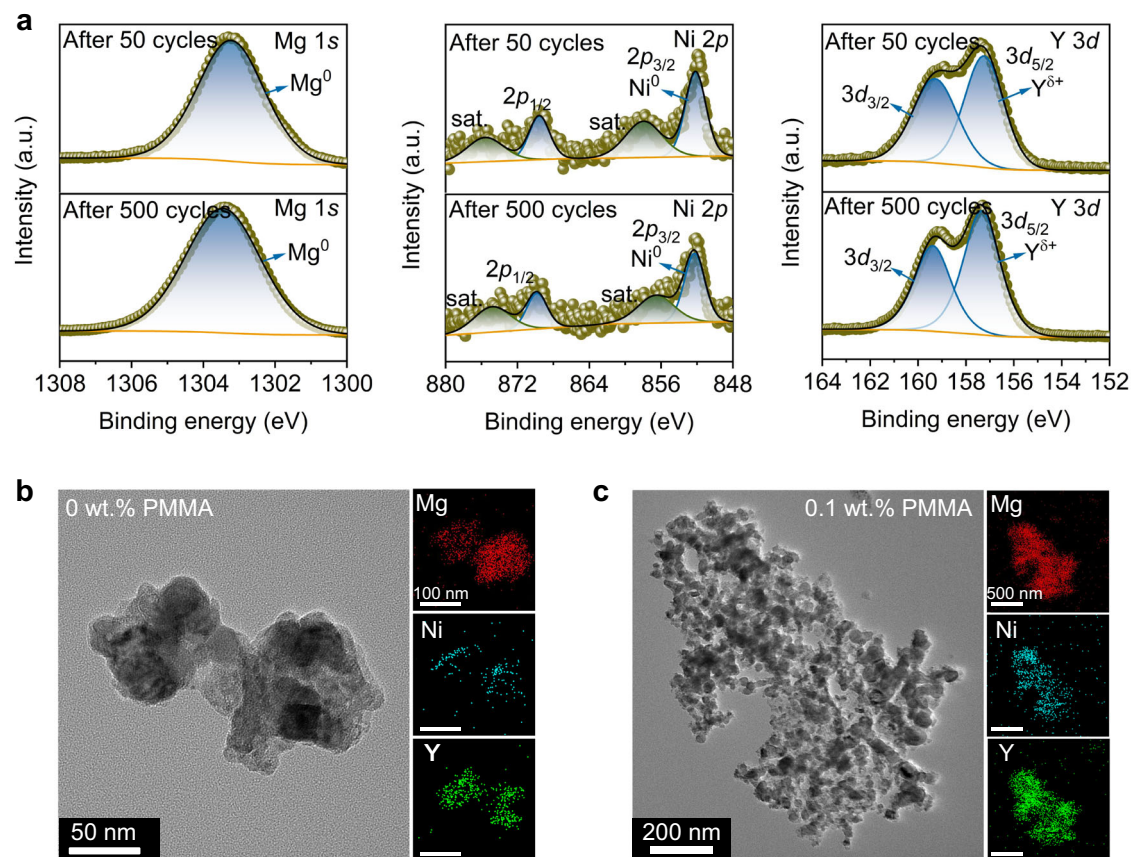 a
After 50 cycles
Mg 1s
Mg⁰
After 500 cycles
Mg 1s
Mg⁰
Intensity (a.u.)
1308 1306 1304 1302 1300
Binding energy (eV)
After 50 cycles
Ni 2p
2p₃/₂
Ni⁰
2p₁/₂
sat.
sat.
After 500 cycles
Ni 2p
2p₃/₂
Ni⁰
2p₁/₂
sat.
sat.
Intensity (a.u.)
880 872 864 856 848
Binding energy (eV)
After 50 cycles
Y 3d
3d₅/₂
Yδ+
3d₃/₂
After 500 cycles
Y 3d
3d₅/₂
Yδ+
3d₃/₂
Intensity (a.u.)
164 162 160 158 156 154 152
Binding energy (eV)
b
0 wt.% PMMA
50 nm
Mg
100 nm
Ni
Y
c
0.1 wt.% PMMA
200 nm
Mg
500 nm
Ni
Y